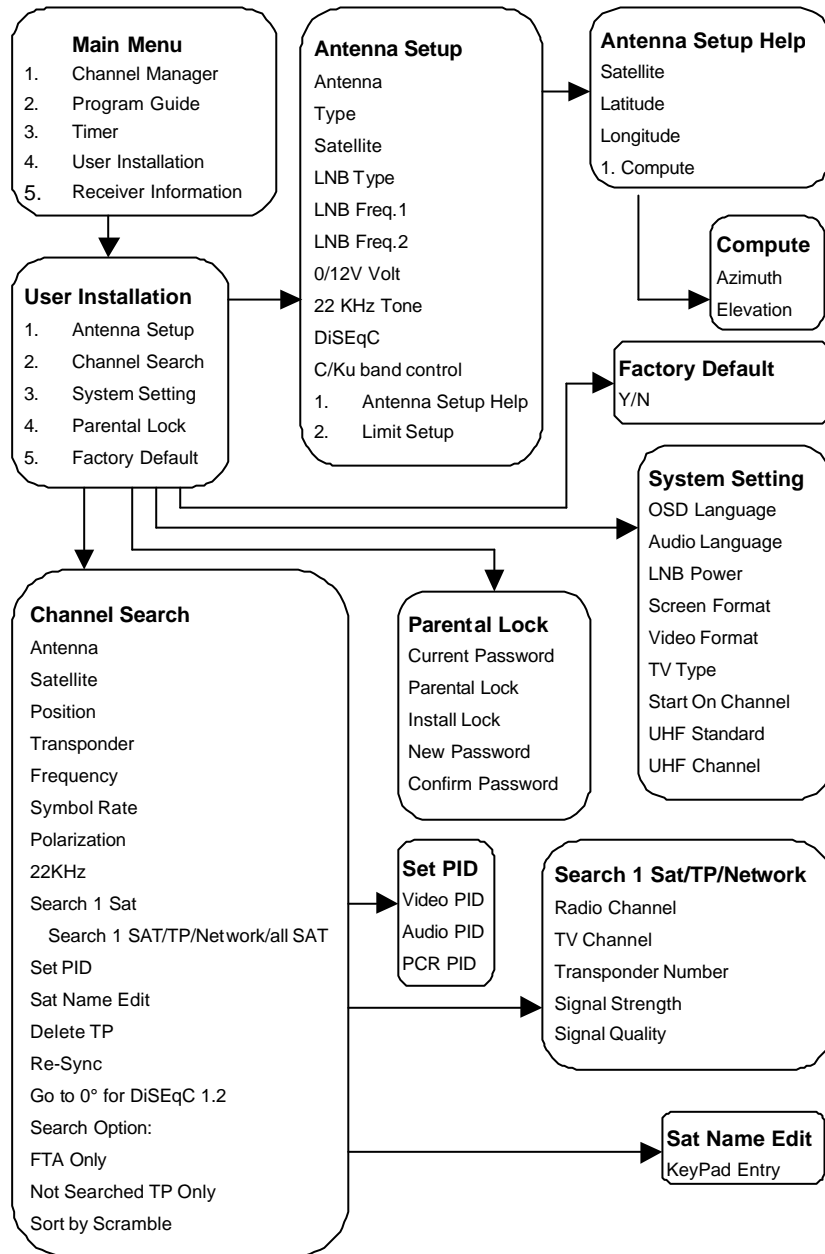 Main Menu
1. Channel Manager
2. Program Guide
3. Timer
4. User Installation
5. Receiver Information
Antenna Setup
Antenna
Type
Satellite
LNB Type
LNB Freq.1
LNB Freq.2
0/12V Volt
22 KHz Tone
DiSEqC
C/Ku band control
1. Antenna Setup Help
2. Limit Setup
Antenna Setup Help
Satellite
Latitude
Longitude
1. Compute
Compute
Azimuth
Elevation
User Installation
1. Antenna Setup
2. Channel Search
3. System Setting
4. Parental Lock
5. Factory Default
Factory Default
Y/N
System Setting
OSD Language
Audio Language
LNB Power
Screen Format
Video Format
TV Type
Start On Channel
UHF Standard
UHF Channel
Channel Search
Antenna
Satellite
Position
Transponder
Frequency
Symbol Rate
Polarization
22KHz
Search 1 Sat
Search 1 SAT/TP/Network/all SAT
Set PID
Sat Name Edit
Delete TP
Re-Sync
Go to 0° for DiSEqC 1.2
Search Option:
FTA Only
Not Searched TP Only
Sort by Scramble
Parental Lock
Current Password
Parental Lock
Install Lock
New Password
Confirm Password
Set PID
Video PID
Audio PID
PCR PID
Search 1 Sat/TP/Network
Radio Channel
TV Channel
Transponder Number
Signal Strength
Signal Quality
Sat Name Edit
KeyPad Entry